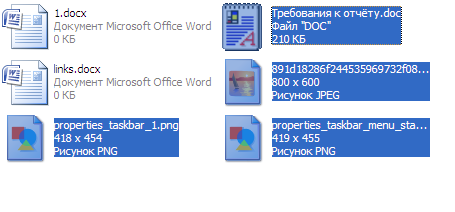 1.docx
Документ Microsoft Office Word
0 КБ
Требования к отчёту.doc
Файл "DOC"
210 КБ
links.docx
Документ Microsoft Office Word
0 КБ
891d18286f244535969732f08...
800 x 600
Рисунок JPEG
properties_taskbar_1.png
418 x 454
Рисунок PNG
properties_taskbar_menu_sta...
419 x 455
Рисунок PNG